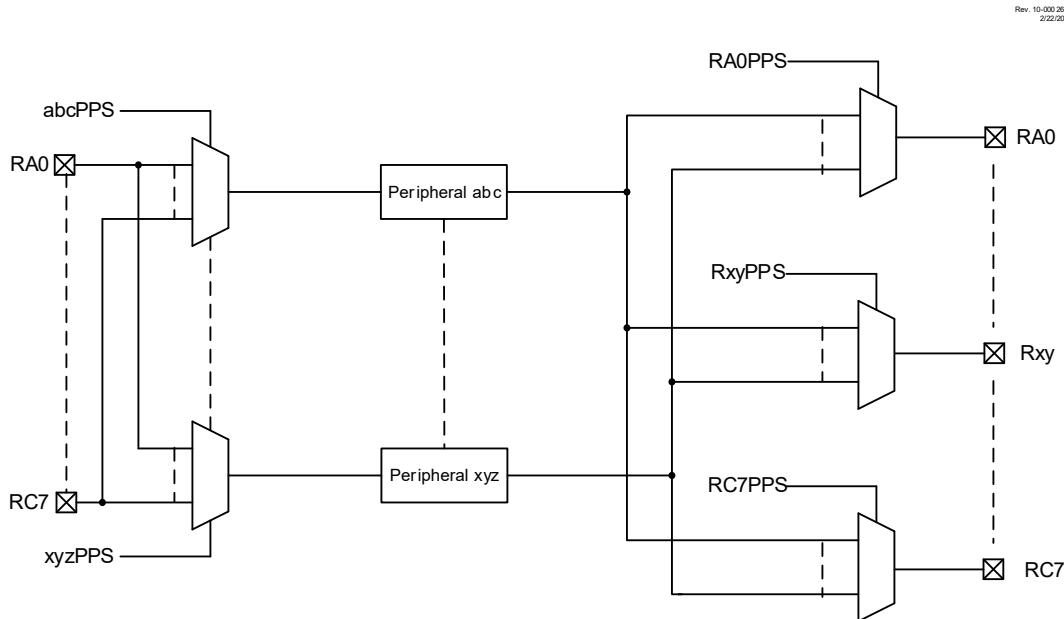 Rev. 10-000 26
2/22/20
RA0PPS
abcPPS
RA0
RA0
Peripheral abc
RxyPPS
Rxy
Peripheral xyz
RC7PPS
RC7
xyzPPS
RC7